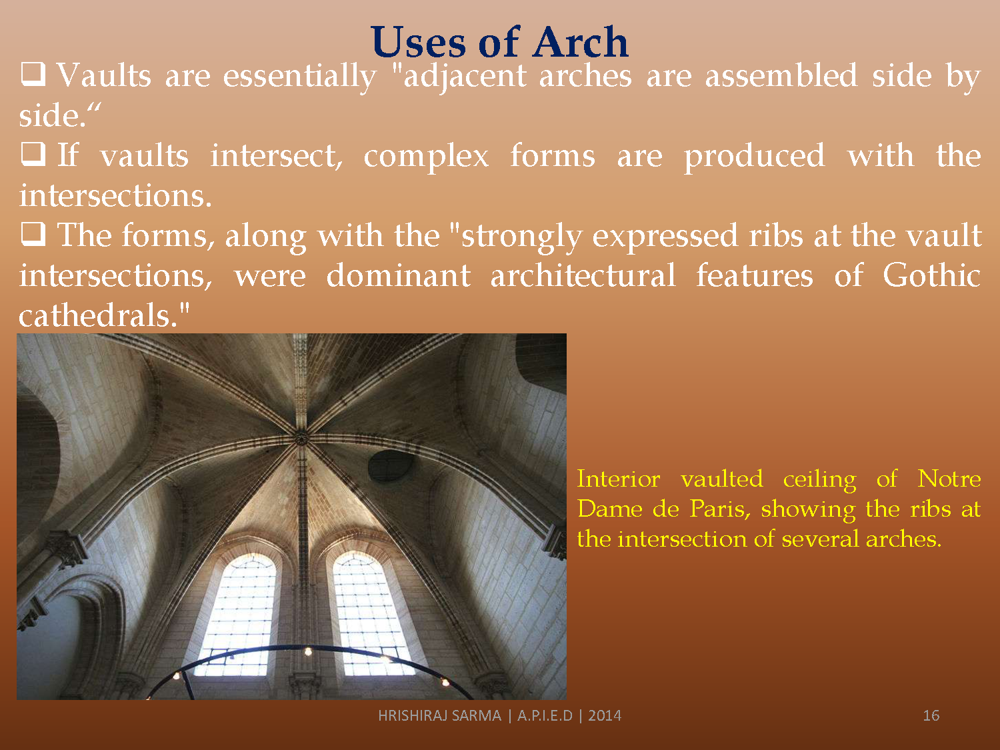 Uses of Arch
❑ Vaults are essentially "adjacent arches are assembled side by
side.“
❑ If vaults intersect, complex forms are produced with the
intersections.
❑ The forms, along with the "strongly expressed ribs at the vault
intersections, were dominant architectural features of Gothic
cathedrals."
Interior vaulted ceiling of Notre
Dame de Paris, showing the ribs at
the intersection of several arches.
HRISHIRAJ SARMA | A.P.I.E.D | 2014
16